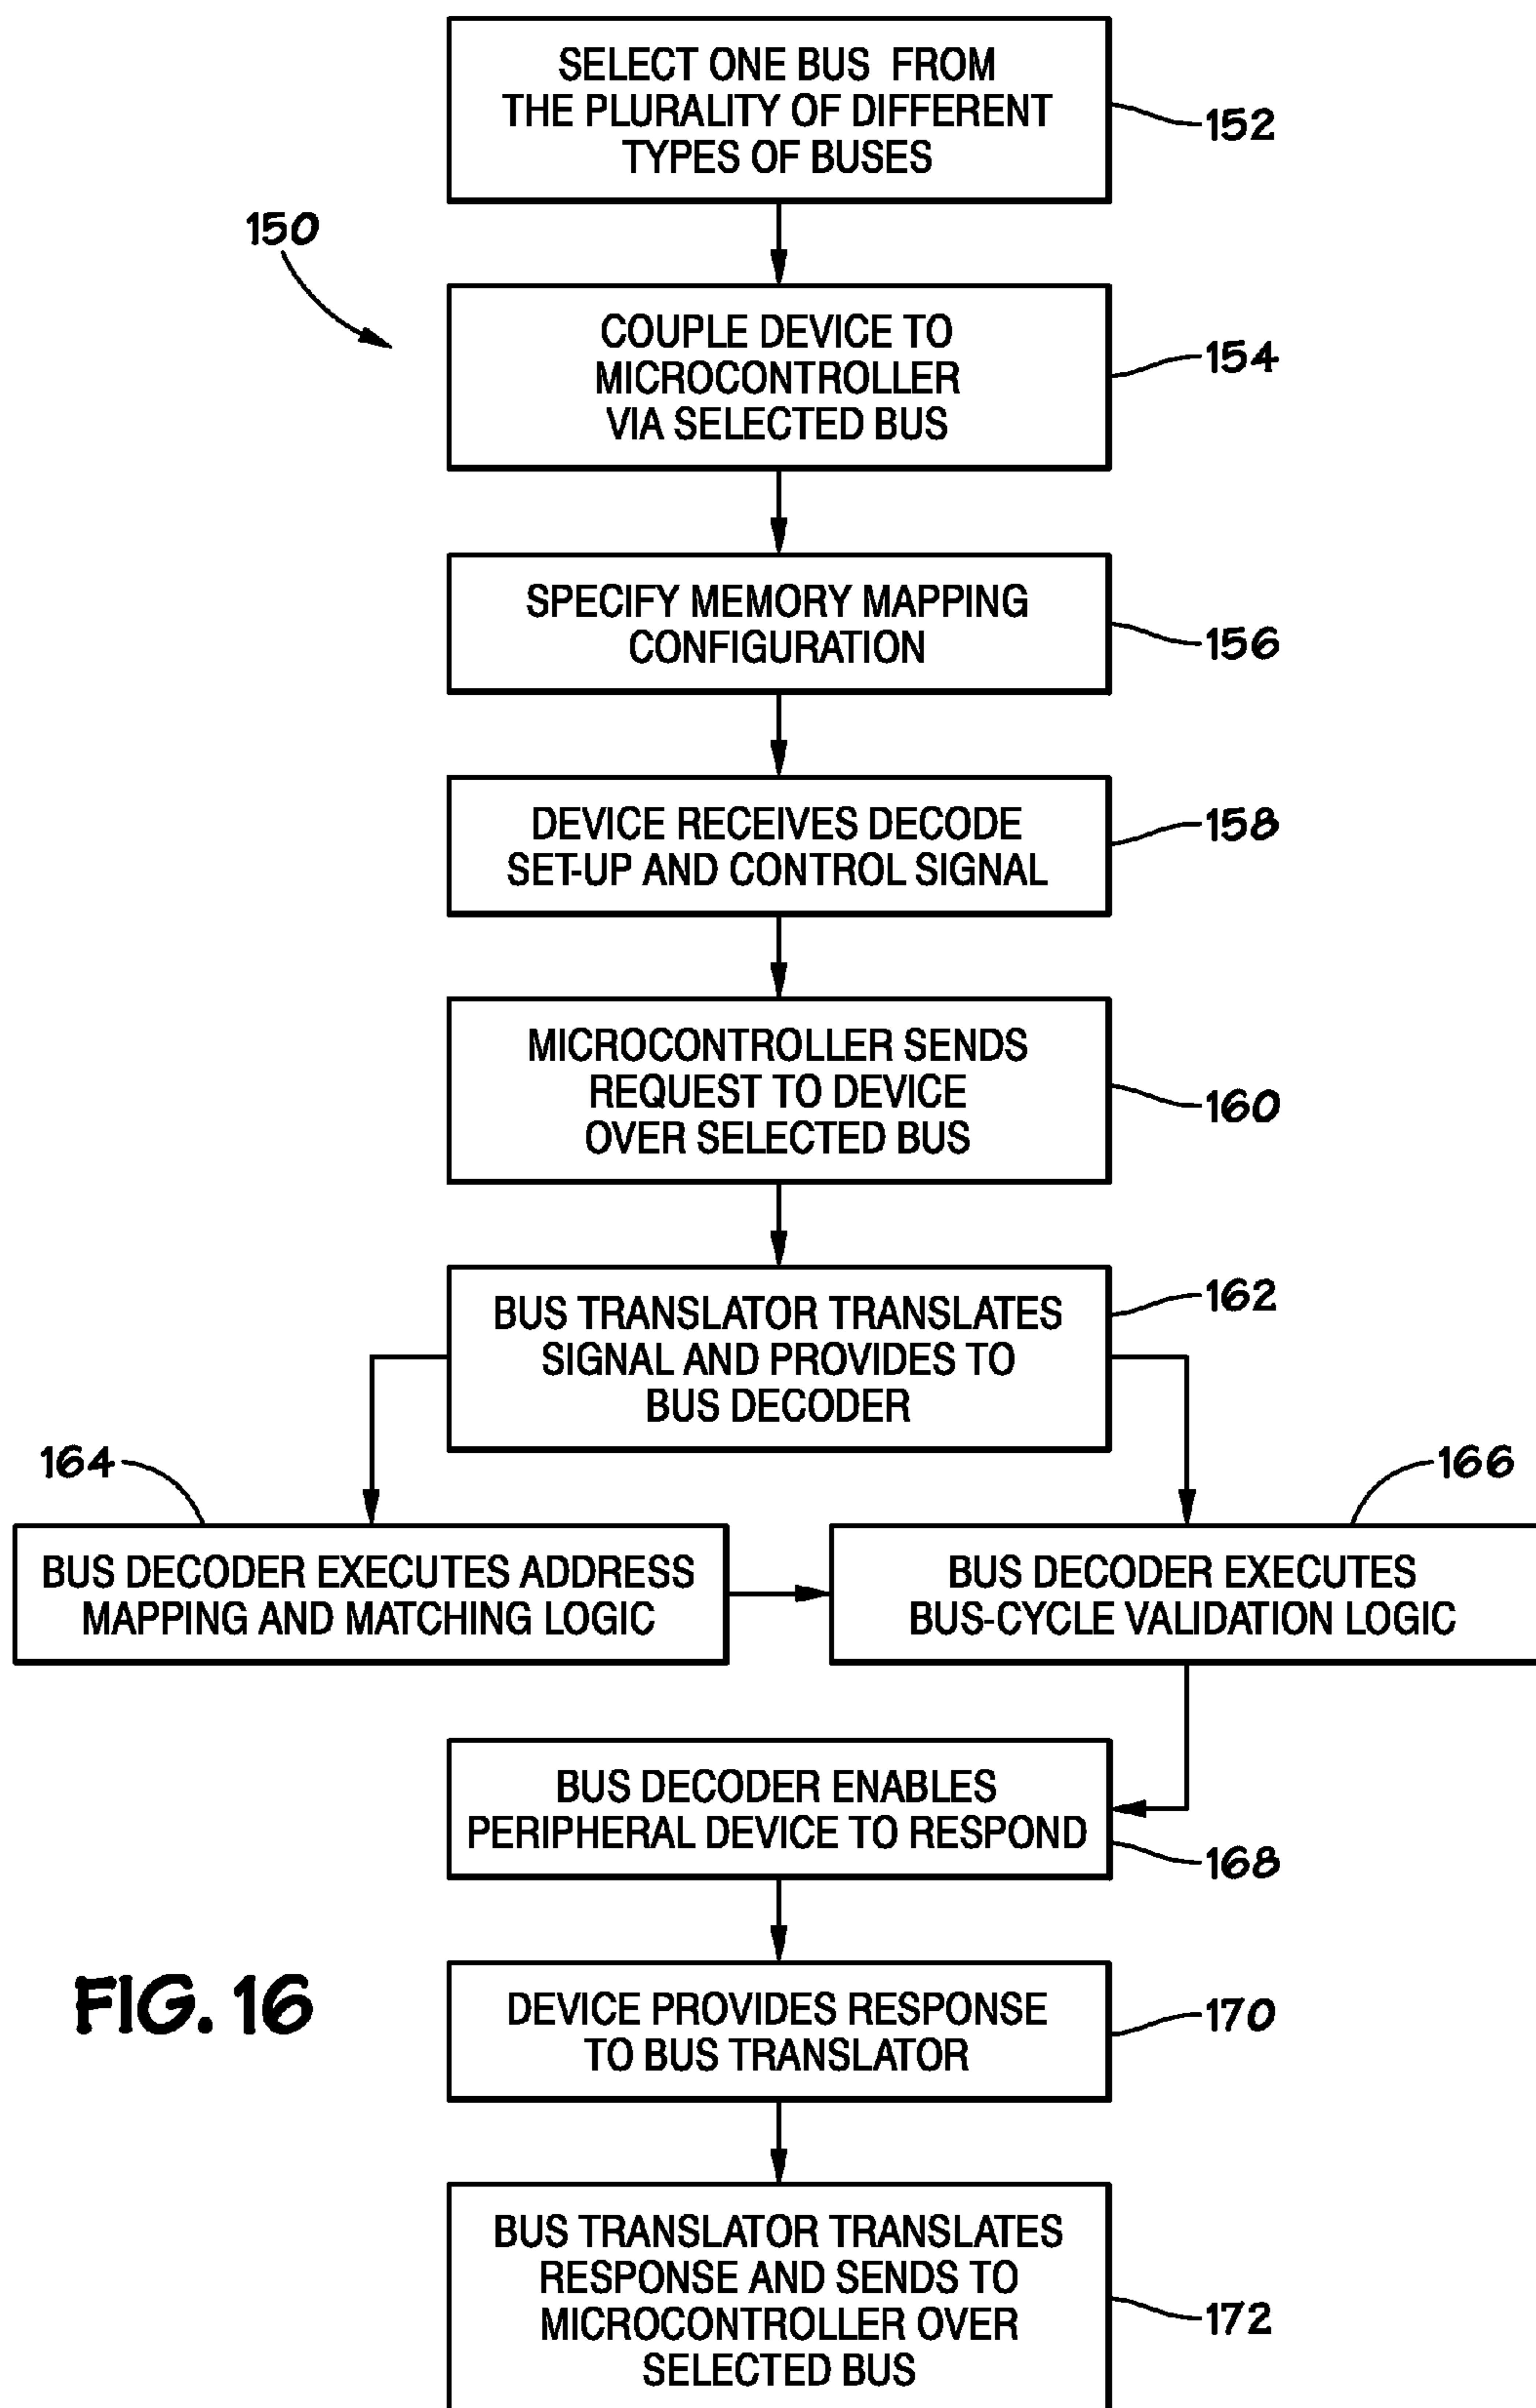 SELECT ONE BUS FROM
THE PLURALITY OF DIFFERENT
TYPES OF BUSES
152
150
COUPLE DEVICE TO
MICROCONTROLLER
VIA SELECTED BUS
154
SPECIFY MEMORY MAPPING
CONFIGURATION
156
DEVICE RECEIVES DECODE
SET-UP AND CONTROL SIGNAL
158
MICROCONTROLLER SENDS
REQUEST TO DEVICE
OVER SELECTED BUS
160
BUS TRANSLATOR TRANSLATES
SIGNAL AND PROVIDES TO
BUS DECODER
162
164
BUS DECODER EXECUTES ADDRESS
MAPPING AND MATCHING LOGIC
166
BUS DECODER EXECUTES
BUS-CYCLE VALIDATION LOGIC
BUS DECODER ENABLES
PERIPHERAL DEVICE TO RESPOND
168
FIG. 16
DEVICE PROVIDES RESPONSE
TO BUS TRANSLATOR
170
BUS TRANSLATOR TRANSLATES
RESPONSE AND SENDS TO
MICROCONTROLLER OVER
SELECTED BUS
172